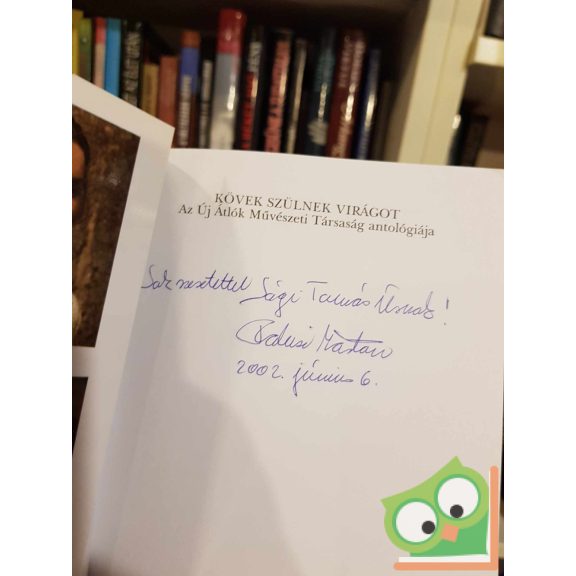 KÖVEK SZÜLNEK VIRÁGOT
Az Új Átlók Művészeti Társaság antológiája
Sok szeretettel Sági Tamás Úrnak!
2002. június 6.